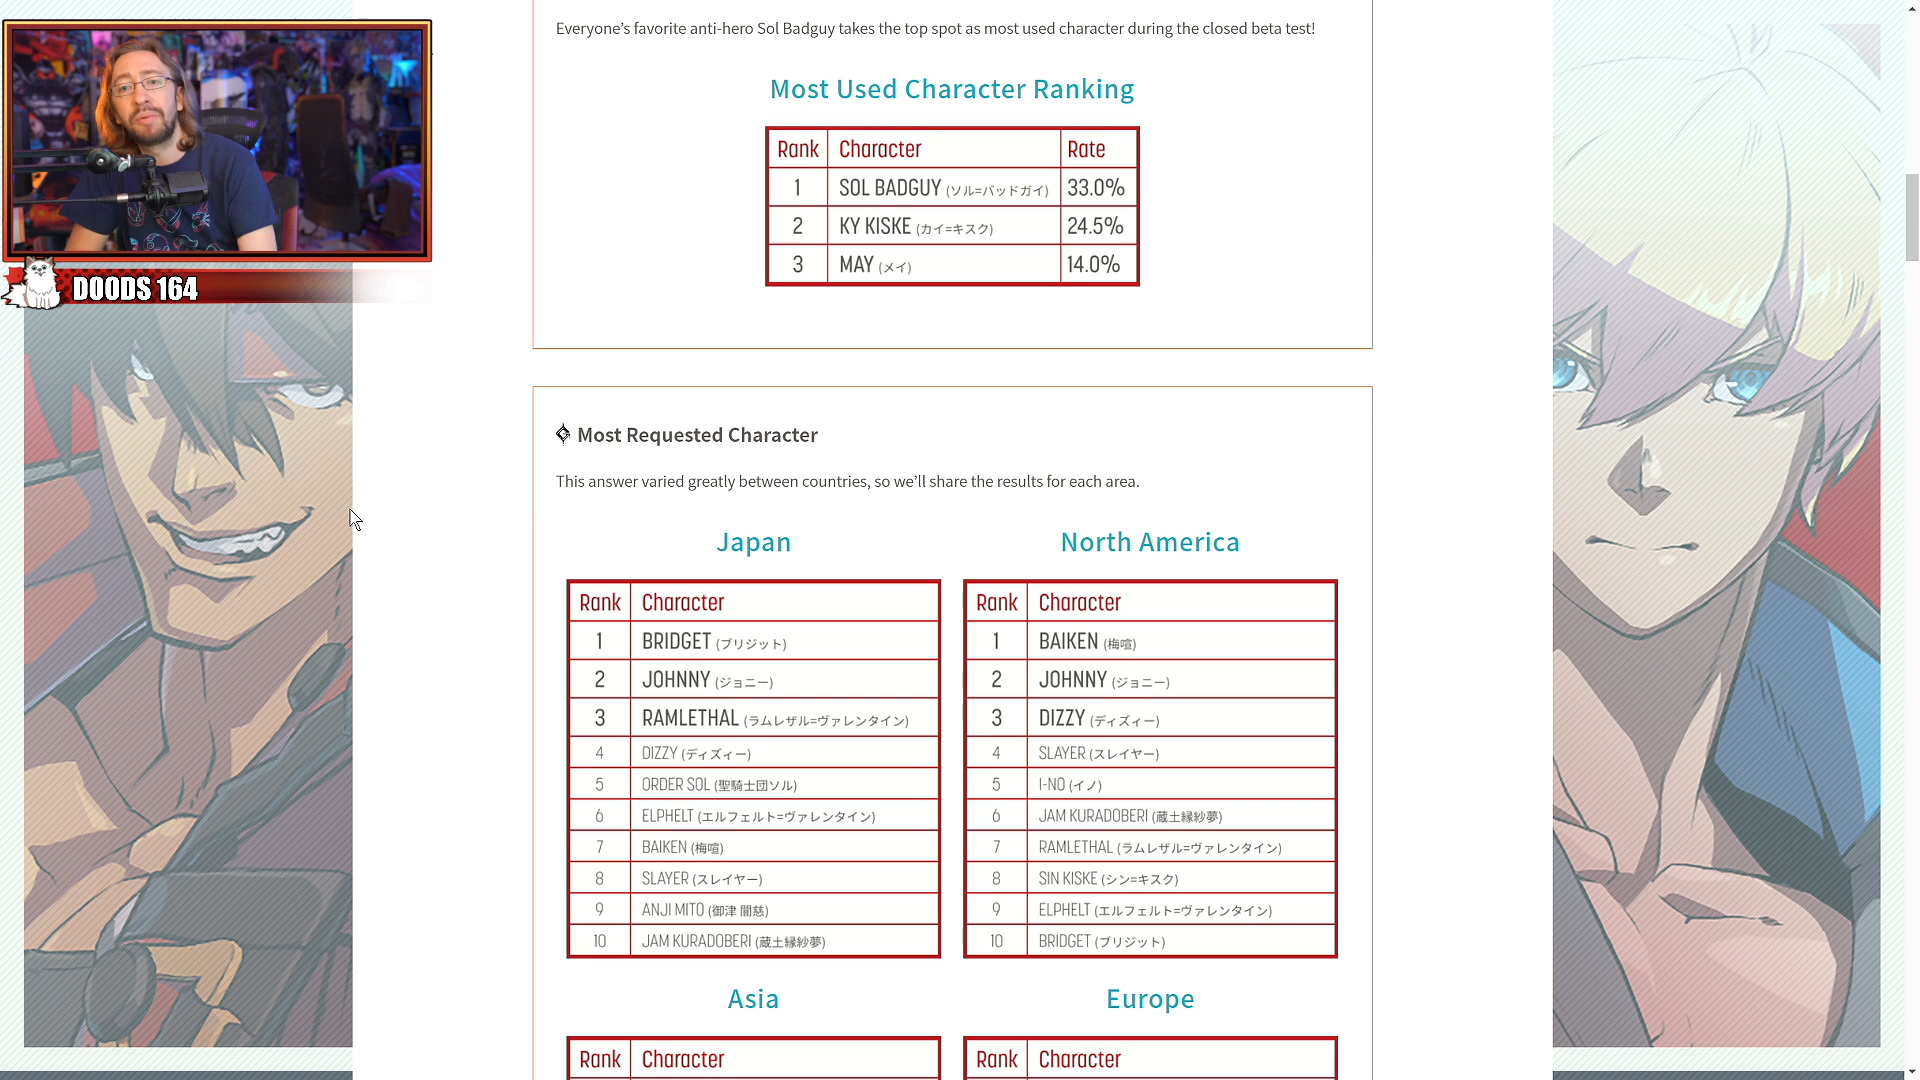 Everyone’s favorite anti-hero Sol Badguy takes the top spot as most used character during the closed beta test!
Most Used Character Ranking
Rank Character Rate
1 SOL BADGUY (ソル=バッドガイ) 33.0%
2 KY KISKE (カイ=キスク) 24.5%
3 MAY (メイ) 14.0%
DOODS 164
Most Requested Character
This answer varied greatly between countries, so we’ll share the results for each area.
Japan
Rank Character
1 BRIDGET (ブリジット)
2 JOHNNY (ジョニー)
3 RAMLETHAL (ラムレザル=ヴァレンタイン)
4 DIZZY (ディズィー)
5 ORDER SOL (聖騎士団ソル)
6 ELPHELT (エルフェルト=ヴァレンタイン)
7 BAIKEN (梅喧)
8 SLAYER (スレイヤー)
9 ANJI MITO (御津 闇慈)
10 JAM KURADOBERI (蔵土縁紗夢)
North America
Rank Character
1 BAIKEN (梅喧)
2 JOHNNY (ジョニー)
3 DIZZY (ディズィー)
4 SLAYER (スレイヤー)
5 I-NO (イノ)
6 JAM KURADOBERI (蔵土縁紗夢)
7 RAMLETHAL (ラムレザル=ヴァレンタイン)
8 SIN KISKE (シン=キスク)
9 ELPHELT (エルフェルト=ヴァレンタイン)
10 BRIDGET (ブリジット)
Asia
Rank Character
Europe
Rank Character